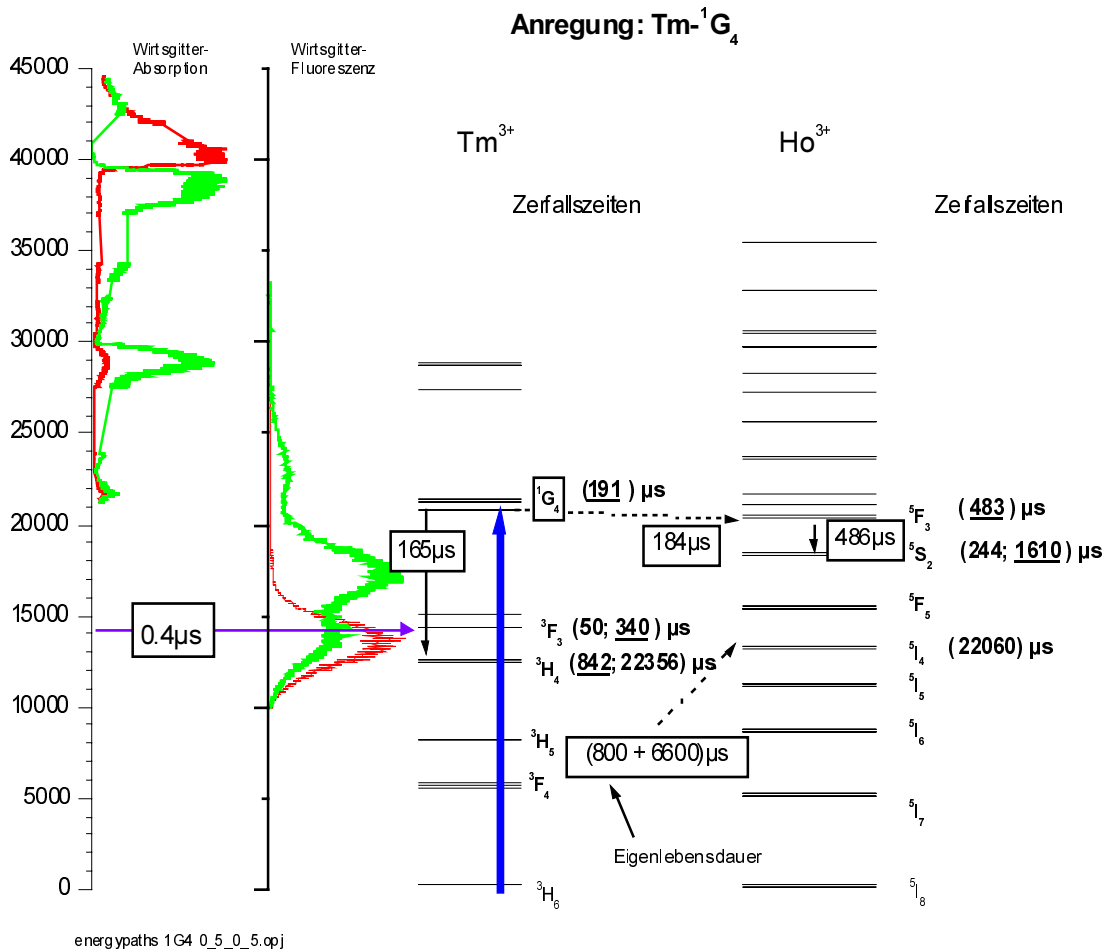 Anregung: Tm-¹G₄
Wirtsgitter-
Absorption
Wirtsgitter-
Fluoreszenz
Tm³⁺
Ho³⁺
Zerfallszeiten
Zerfallszeiten
45000
40000
35000
30000
25000
20000
15000
10000
5000
0
¹G₄
(191) µs
165µs
184µs
486µs
⁵F₃ (483) µs
⁵S₂ (244; 1610) µs
⁵F₅
0.4µs
³F₃ (50; 340) µs
³H₄ (842; 22356) µs
⁵I₄ (22060) µs
⁵I₅
⁵I₆
³H₅
(800 + 6600)µs
³F₄
⁵I₇
Eigenlebensdauer
³H₆
⁵I₈
energypaths 1G4 0_5_0_5.opj